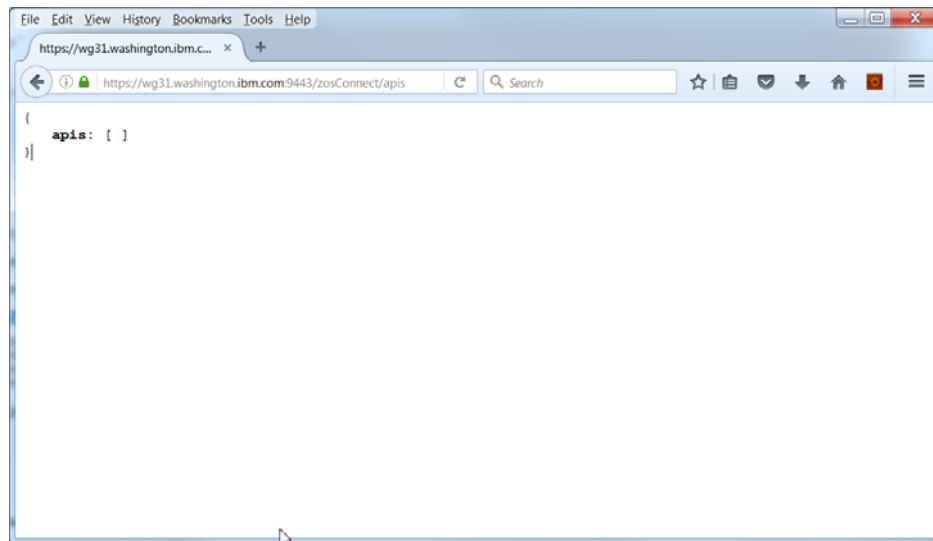 File Edit View History Bookmarks Tools Help
https://wg31.washington.ibm.c... × +
https://wg31.washington.ibm.com:9443/zosConnect/apis Search
{
apis: [ ]
}